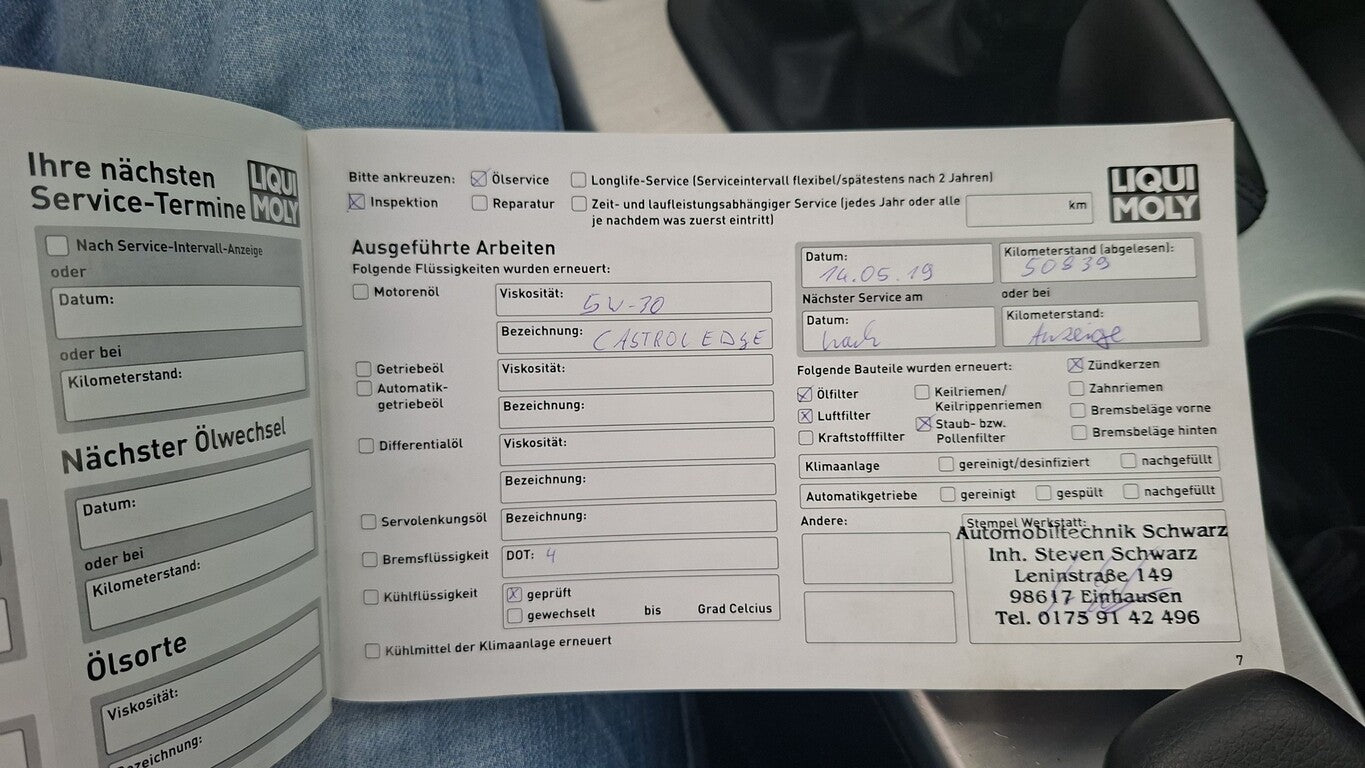 Ihre nächsten
Service-Termine
LIQUI
MOLY
Nach Service-Intervall-Anzeige
oder
Datum:
oder bei
Kilometerstand:
Nächster Ölwechsel
Datum:
oder bei
Kilometerstand:
Ölsorte
Viskosität:
Bezeichnung:
Bitte ankreuzen: Ölservice Longlife-Service (Serviceintervall flexibel/spätestens nach 2 Jahren)
Inspektion Reparatur Zeit- und laufleistungsabhängiger Service (jedes Jahr oder alle km
je nachdem was zuerst eintritt)
LIQUI
MOLY
Ausgeführte Arbeiten
Folgende Flüssigkeiten wurden erneuert:
Motorenöl Viskosität: 5W-30
Bezeichnung: CASTROL EDGE
Getriebeöl Viskosität:
Automatik-
getriebeöl Bezeichnung:
Differentialöl Viskosität:
Bezeichnung:
Servolenkungsöl Bezeichnung:
Bremsflüssigkeit DOT: 4
Kühlflüssigkeit geprüft
gewechselt bis Grad Celcius
Kühlmittel der Klimaanlage erneuert
Datum: 14.05.19 Kilometerstand (abgelesen): 50839
Nächster Service am oder bei
Datum: nach Kilometerstand: Anzeige
Folgende Bauteile wurden erneuert: Zündkerzen
Ölfilter Keilriemen/ Zahnriemen
Keilrippenriemen
Luftfilter Staub- bzw. Bremsbeläge vorne
Kraftstofffilter Pollenfilter Bremsbeläge hinten
Klimaanlage gereinigt/desinfiziert nachgefüllt
Automatikgetriebe gereinigt gespült nachgefüllt
Andere: Stempel Werkstatt:
Automobiltechnik Schwarz
Inh. Steven Schwarz
Leninstraße 149
98617 Einhausen
Tel. 0175 91 42 496
7